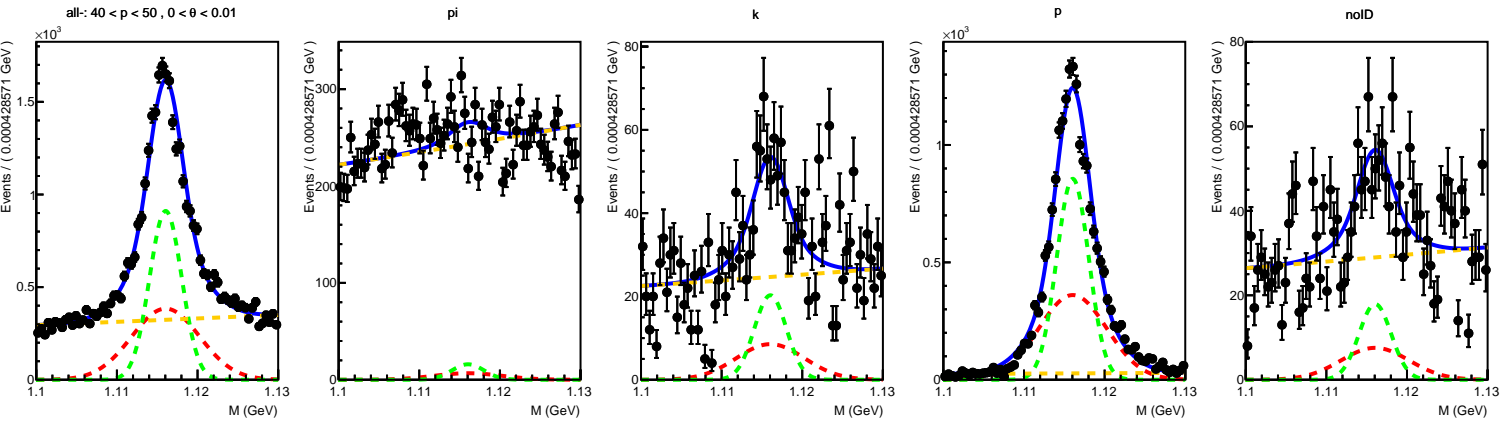 all-: 40 < p < 50 , 0 < θ < 0.01
×10³
Events / ( 0.000428571 GeV )
1.5
1
0.5
0
1.1
1.11
1.12
1.13
M (GeV)
pi
Events / ( 0.000428571 GeV )
300
200
100
0
1.1
1.11
1.12
1.13
M (GeV)
k
Events / ( 0.000428571 GeV )
80
60
40
20
0
1.1
1.11
1.12
1.13
M (GeV)
p
×10³
Events / ( 0.000428571 GeV )
1
0.5
0
1.1
1.11
1.12
1.13
M (GeV)
noID
Events / ( 0.000428571 GeV )
80
60
40
20
0
1.1
1.11
1.12
1.13
M (GeV)